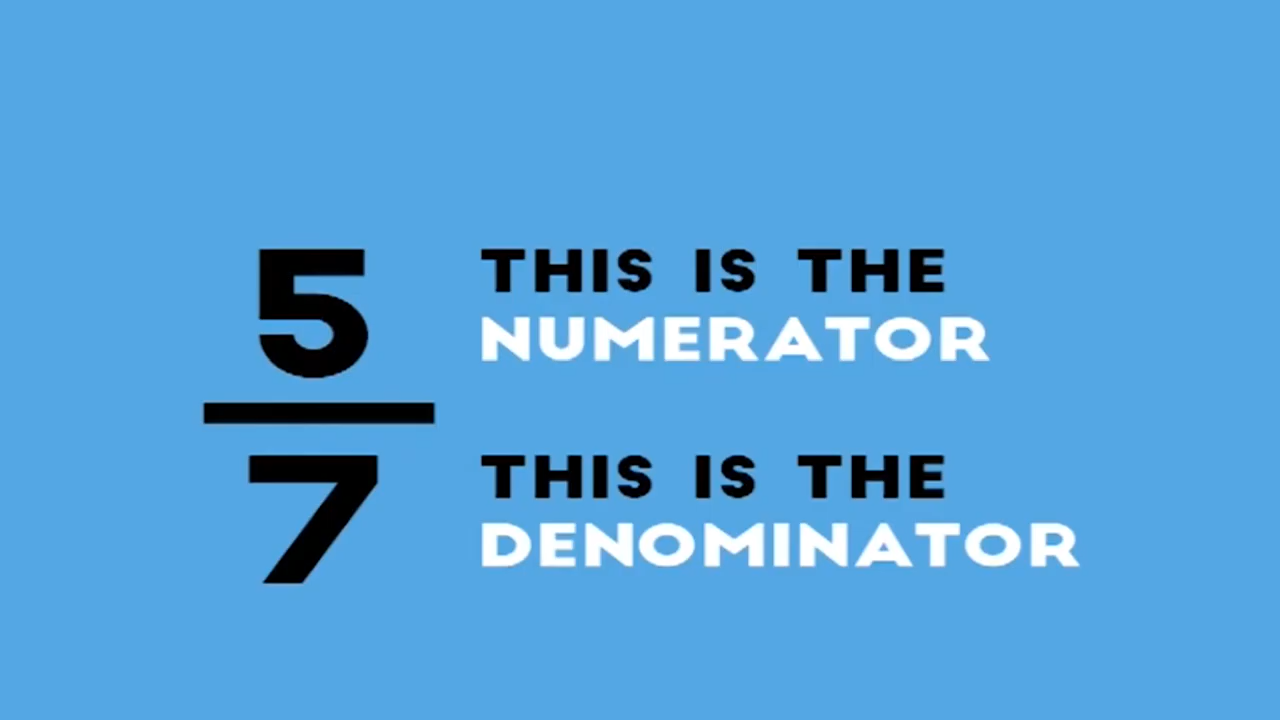 5 THIS IS THE
NUMERATOR
7 THIS IS THE
DENOMINATOR